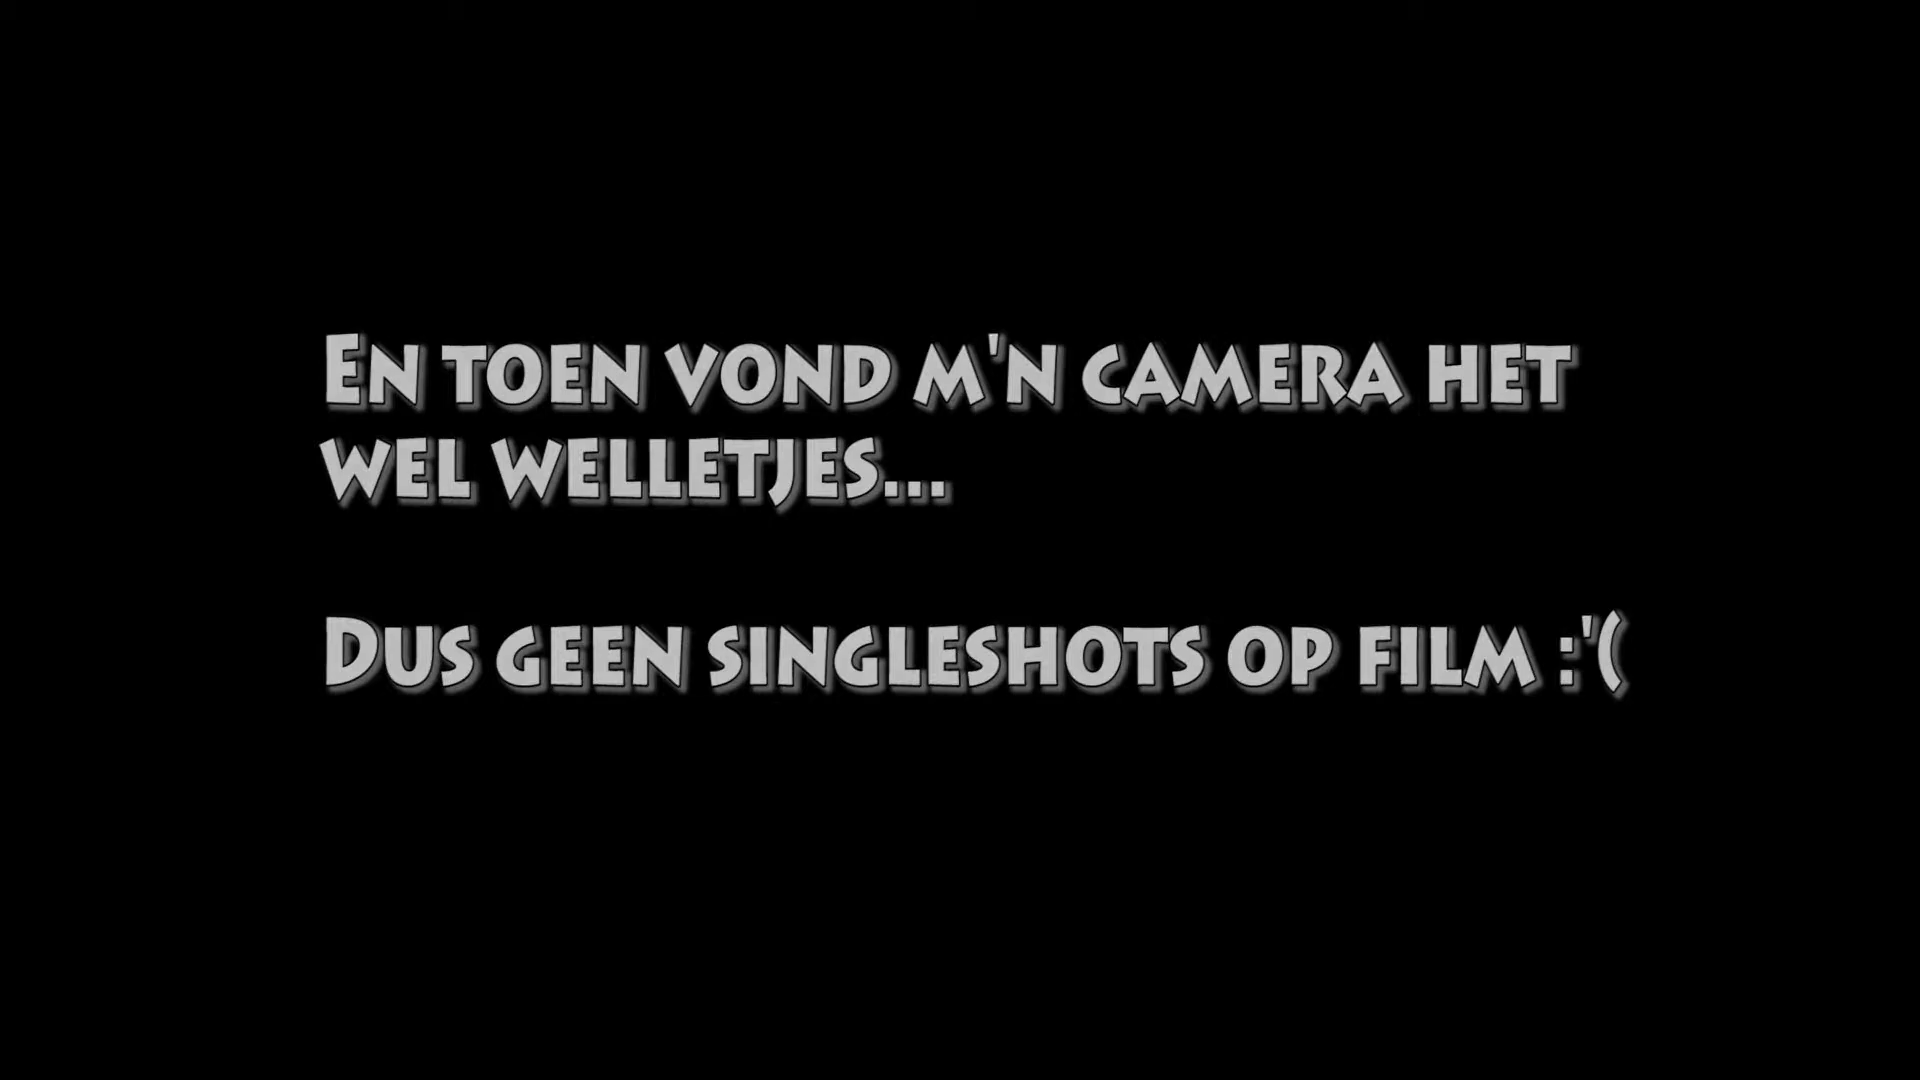 En toen vond m'n camera het
wel welletjes...
Dus geen singleshots op film :'(